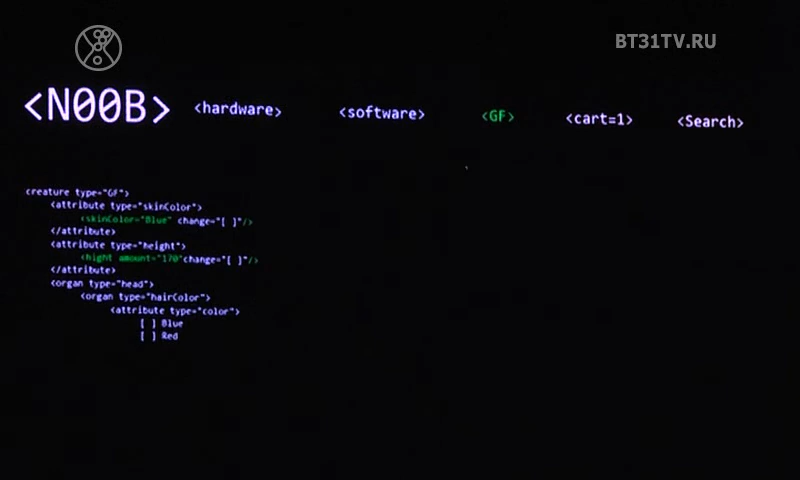 BT31TV.RU
<N00B> <hardware> <software> <GF> <cart=1> <Search>
creature type="GF">
<attribute type="skinColor">
<skinColor="Blue" change="[ ]"/>
</attribute>
<attribute type="height">
<hight amount="170"change="[ ]"/>
</attribute>
<organ type="head">
<organ type="hairColor">
<attribute type="color">
[ ] Blue
[ ] Red